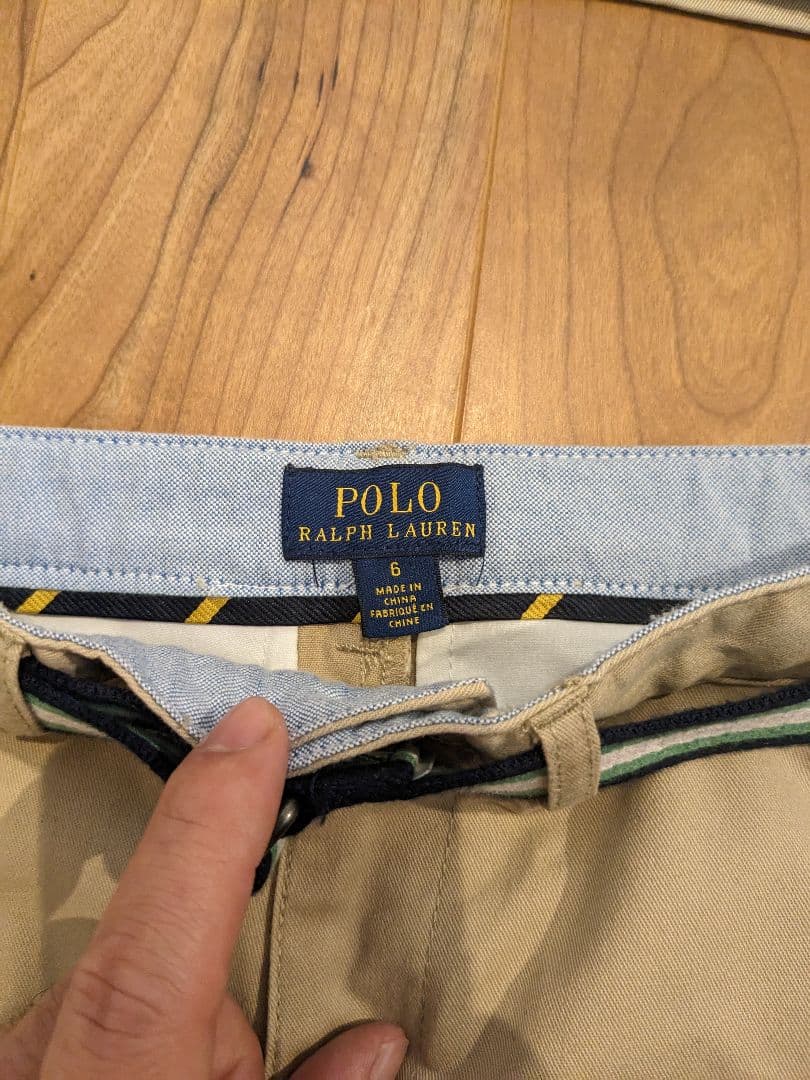 POLO
RALPH LAUREN
6
MADE IN
CHINA
FABRIQUÉ EN
CHINE